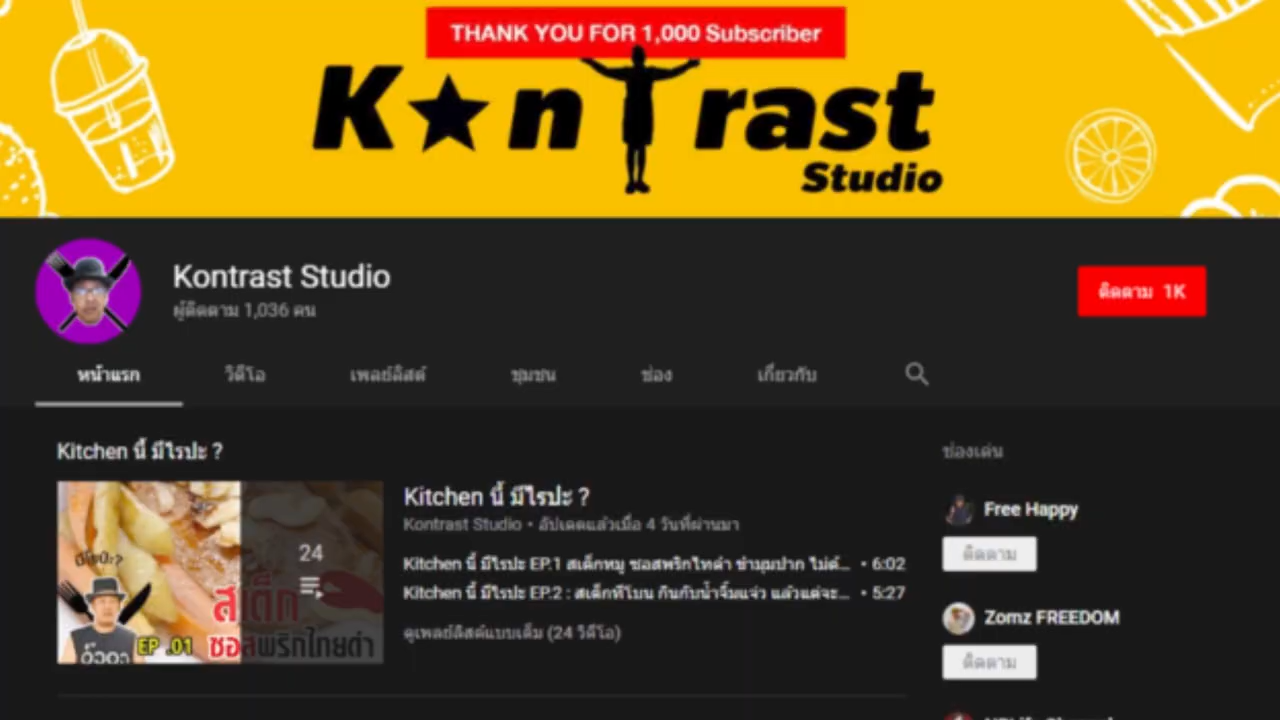 THANK YOU FOR 1,000 Subscriber
K★nTrast
Studio
Kontrast Studio
ผู้ติดตาม 1,036 คน
ติดตาม 1K
หน้าแรก วิดีโอ เพลย์ลิสต์ ชุมชน ช่อง เกี่ยวกับ
Kitchen นี้ มีไรปะ ?
ช่องเด่น
24
มีไรปะ?
สเต็ก
EP .01 ซอสพริกไทยดำ
Kitchen นี้ มีไรปะ ?
Kontrast Studio • อัปเดตแล้วเมื่อ 4 วันที่ผ่านมา
Kitchen นี้ มีไรปะ EP.1 สเต็กหมู ซอสพริกไทดำ ฉ่ำมุมปาก ไม่ต้... • 6:02
Kitchen นี้ มีไรปะ EP.2 : สเต็กทีโบน กินกับน้ำจิ้มแจ่ว แล้วแต่จะ... • 5:27
ดูเพลย์ลิสต์แบบเต็ม (24 วิดีโอ)
Free Happy
ติดตาม
Zomz FREEDOM
ติดตาม